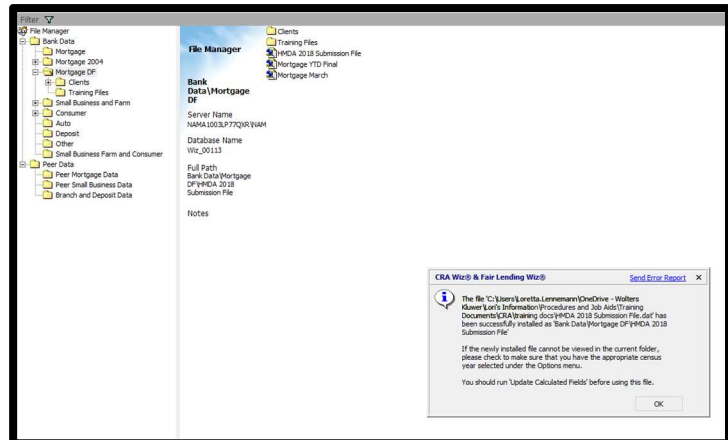 Filter
File Manager
Bank Data
Mortgage
Mortgage 2004
Mortgage DF
Clients
Training Files
Small Business and Farm
Consumer
Auto
Deposit
Other
Small Business Farm and Consumer
Peer Data
Peer Mortgage Data
Peer Small Business Data
Branch and Deposit Data
File Manager
Bank
Data\Mortgage
DF
Server Name
NAMA1003LP77QXR\NAM
Database Name
Wiz_00113
Full Path
Bank Data\Mortgage
DF\HMDA 2018
Submission File
Notes
Clients
Training Files
HMDA 2018 Submission File
Mortgage YTD Final
Mortgage March
CRA Wiz® & Fair Lending Wiz®
Send Error Report X
The file 'C:\Users\Loretta.Lennemann\OneDrive - Wolters
Kluwer\Lori's Information\Procedures and Job Aids\Training
Documents\CRA\training docs\HMDA 2018 Submission File.dat' has
been successfully installed as 'Bank Data\Mortgage DF\HMDA 2018
Submission File'
If the newly installed file cannot be viewed in the current folder,
please check to make sure that you have the appropriate census
year selected under the Options menu.
You should run 'Update Calculated Fields' before using this file.
OK